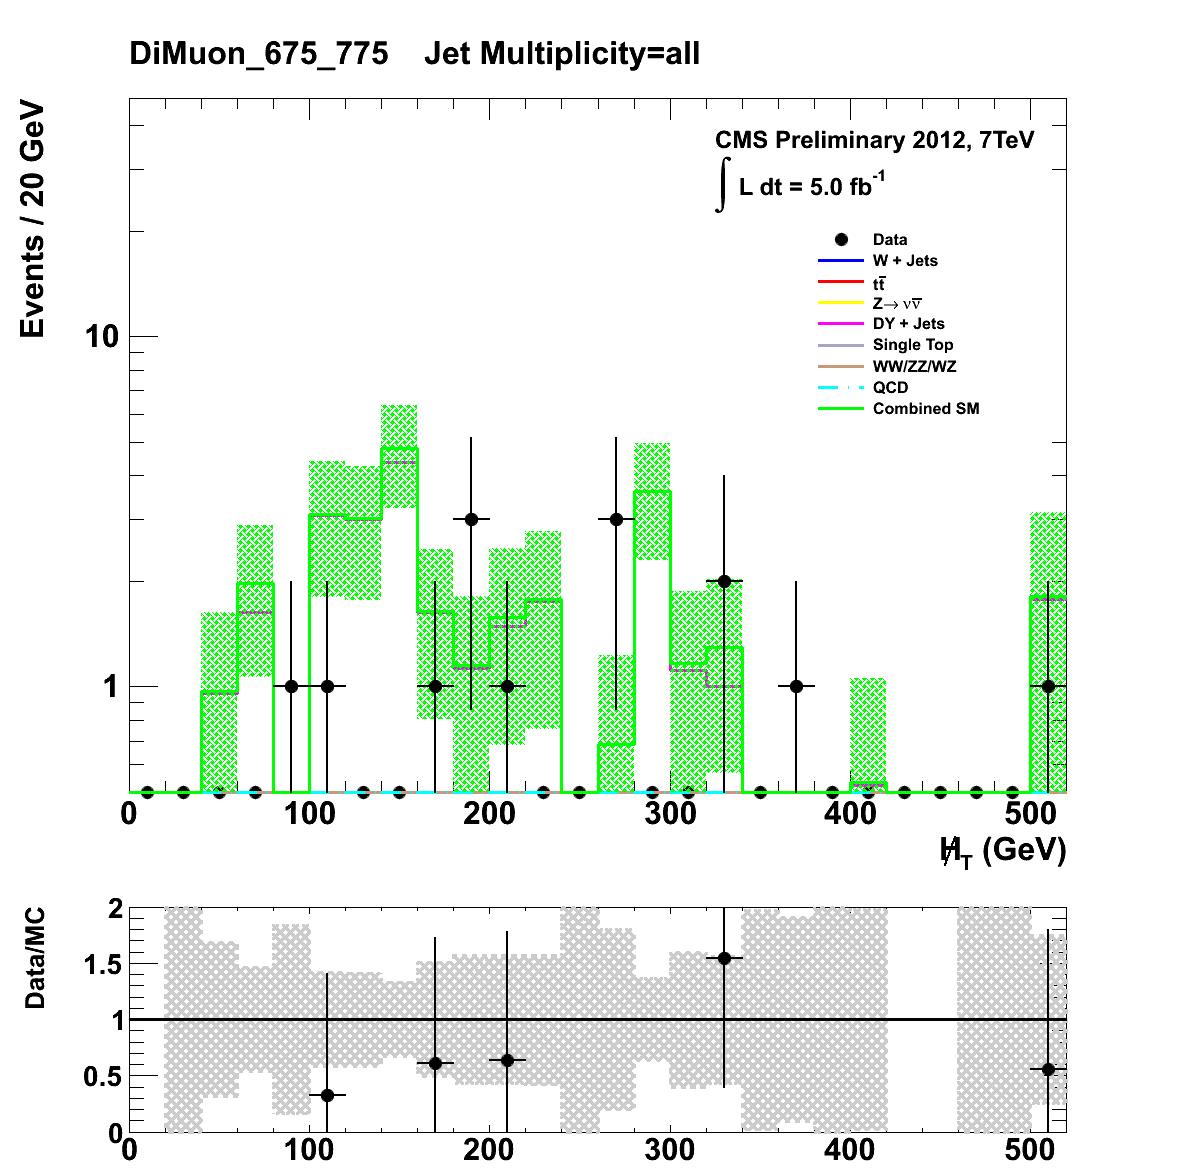 DiMuon_675_775 Jet Multiplicity=all
Events / 20 GeV
CMS Preliminary 2012, 7TeV
∫ L dt = 5.0 fb⁻¹
Data
W + Jets
tt̅
Z→ νν̅
DY + Jets
Single Top
WW/ZZ/WZ
QCD
Combined SM
10
1
0 100 200 300 400 500
H̸_T (GeV)
Data/MC
2
1.5
1
0.5
0
0 100 200 300 400 500